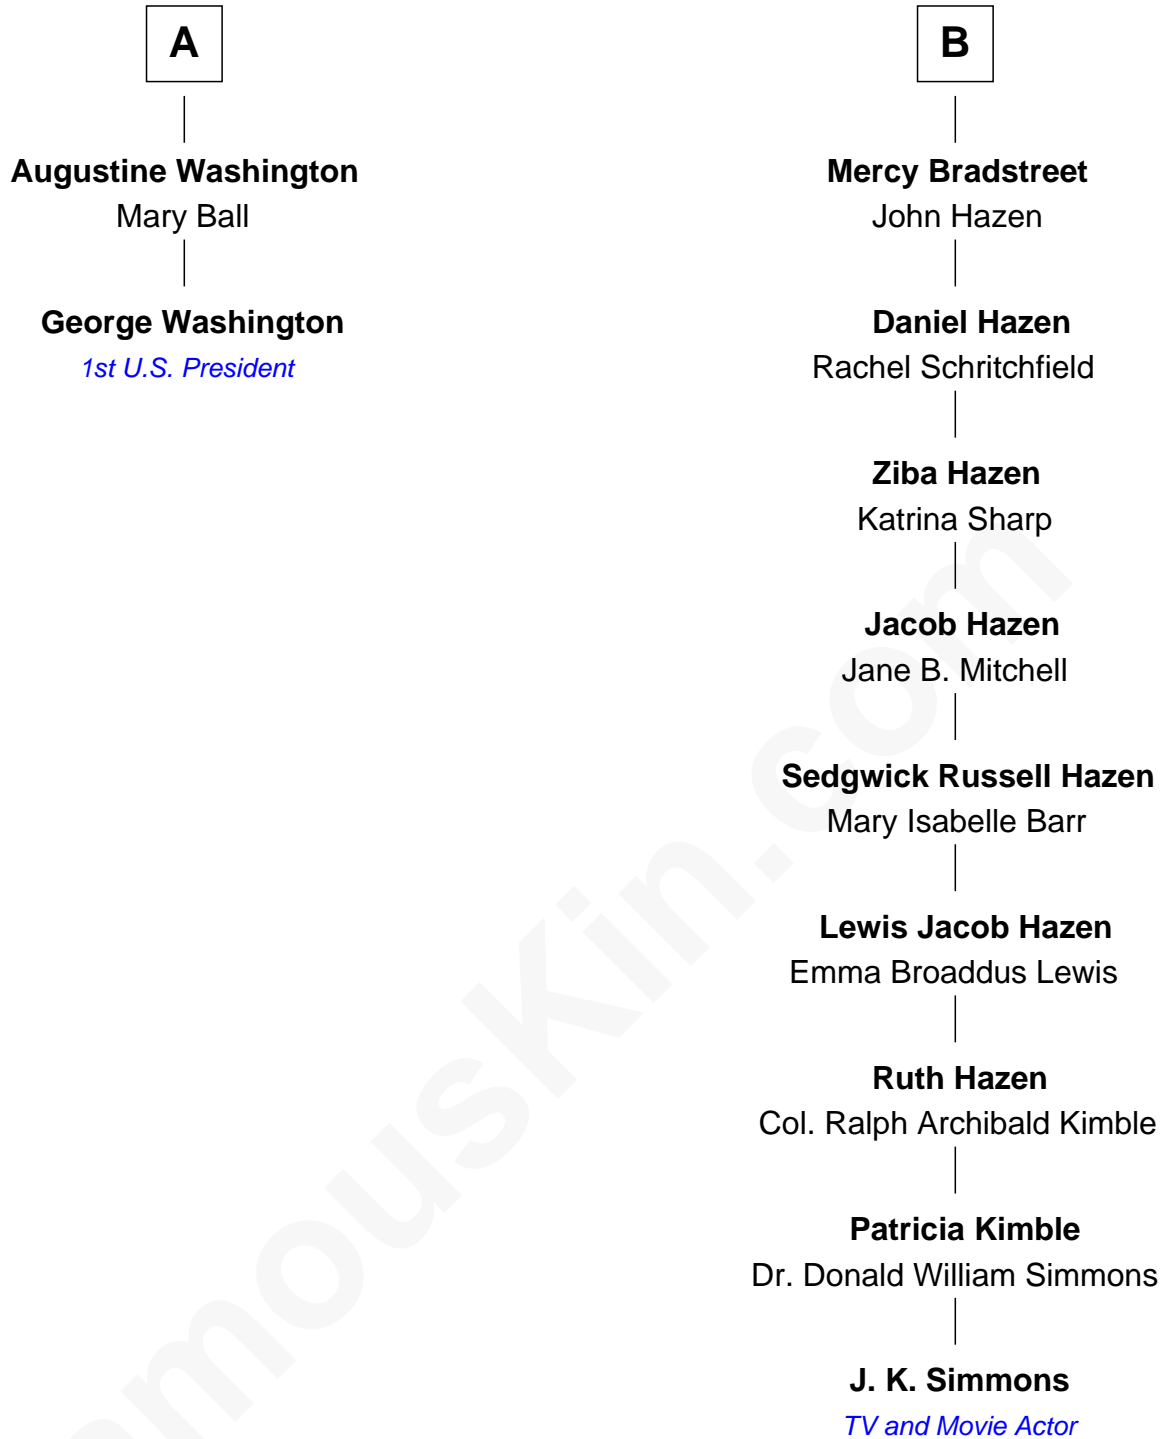 A
Augustine Washington
Mary Ball
George Washington
1st U.S. President
B
Mercy Bradstreet
John Hazen
Daniel Hazen
Rachel Schritchfield
Ziba Hazen
Katrina Sharp
Jacob Hazen
Jane B. Mitchell
Sedgwick Russell Hazen
Mary Isabelle Barr
Lewis Jacob Hazen
Emma Broaddus Lewis
Ruth Hazen
Col. Ralph Archibald Kimble
Patricia Kimble
Dr. Donald William Simmons
J. K. Simmons
TV and Movie Actor
amousKin.com